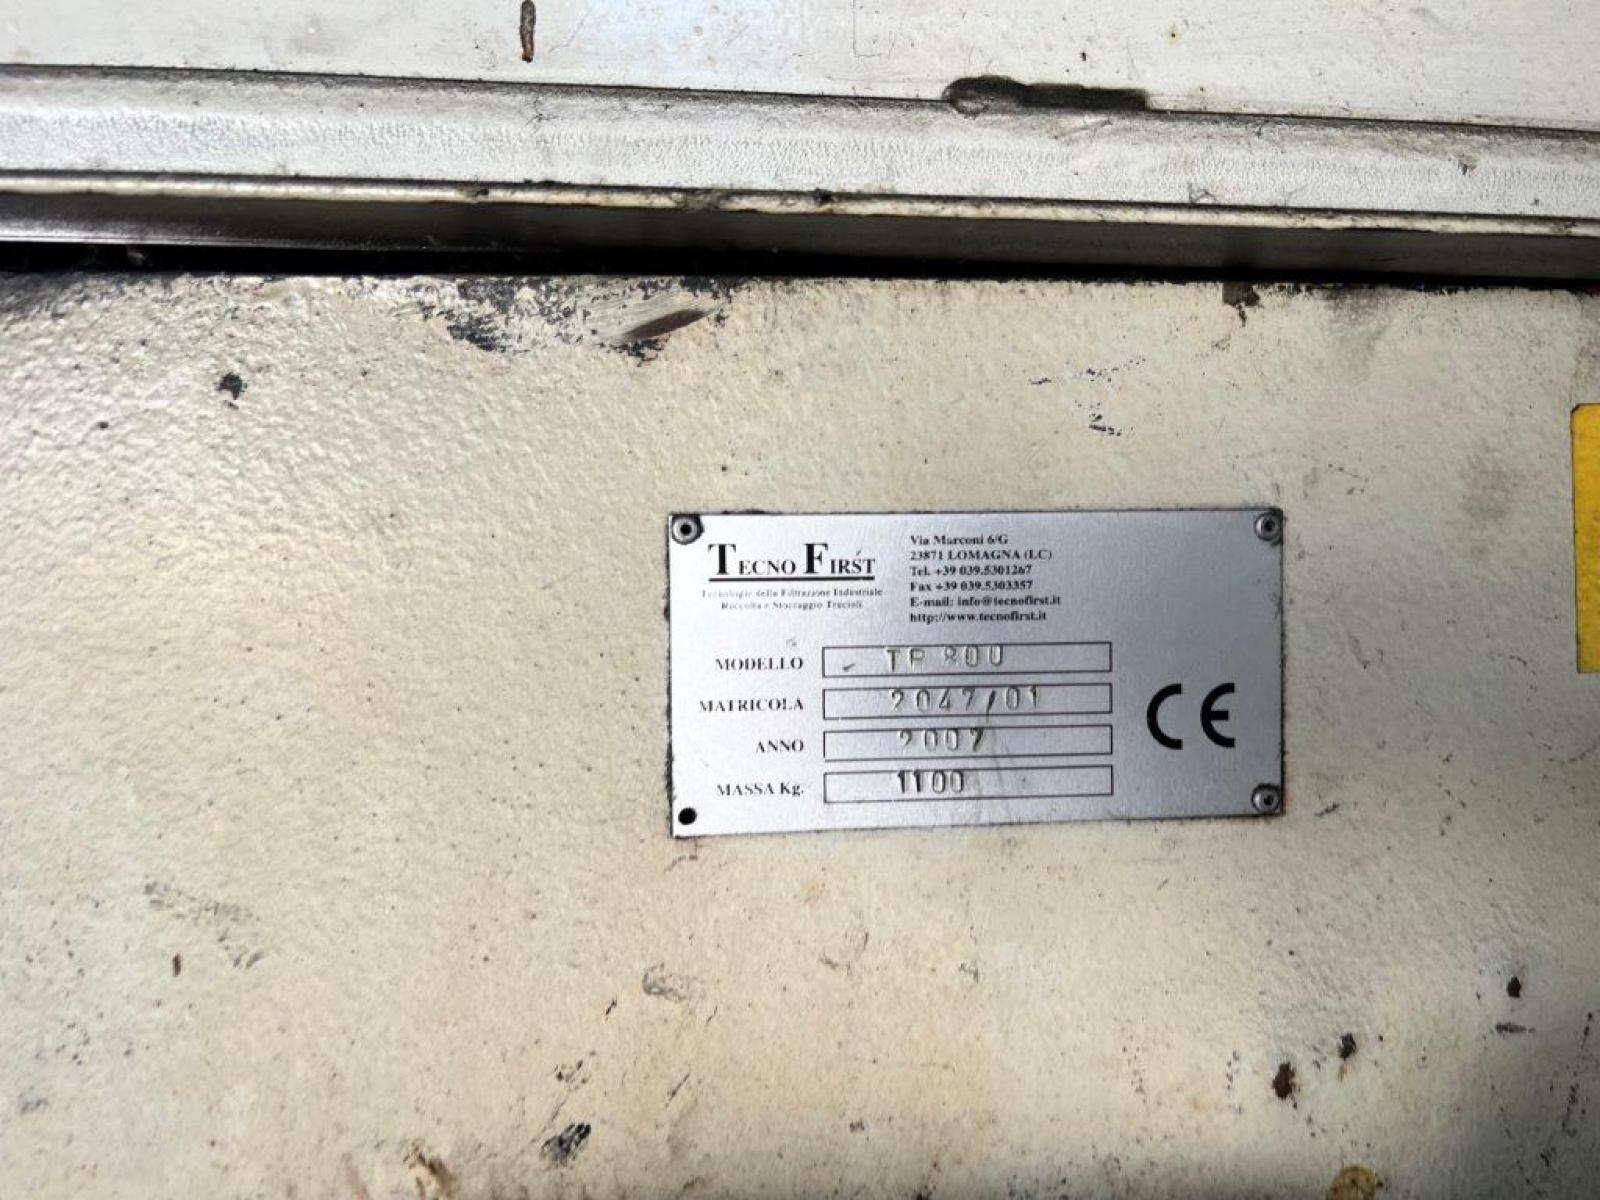 TECNO FIRST
Tecnologie della Filtrazione Industriale
Raccolta e Stoccaggio Trucioli
Via Marconi 6/G
23871 LOMAGNA (LC)
Tel. +39 039.5301267
Fax +39 039.5303357
E-mail: info@tecnofirst.it
http://www.tecnofirst.it
MODELLO TP 800
MATRICOLA 2047/01
ANNO 2007
MASSA Kg. 1100
CE